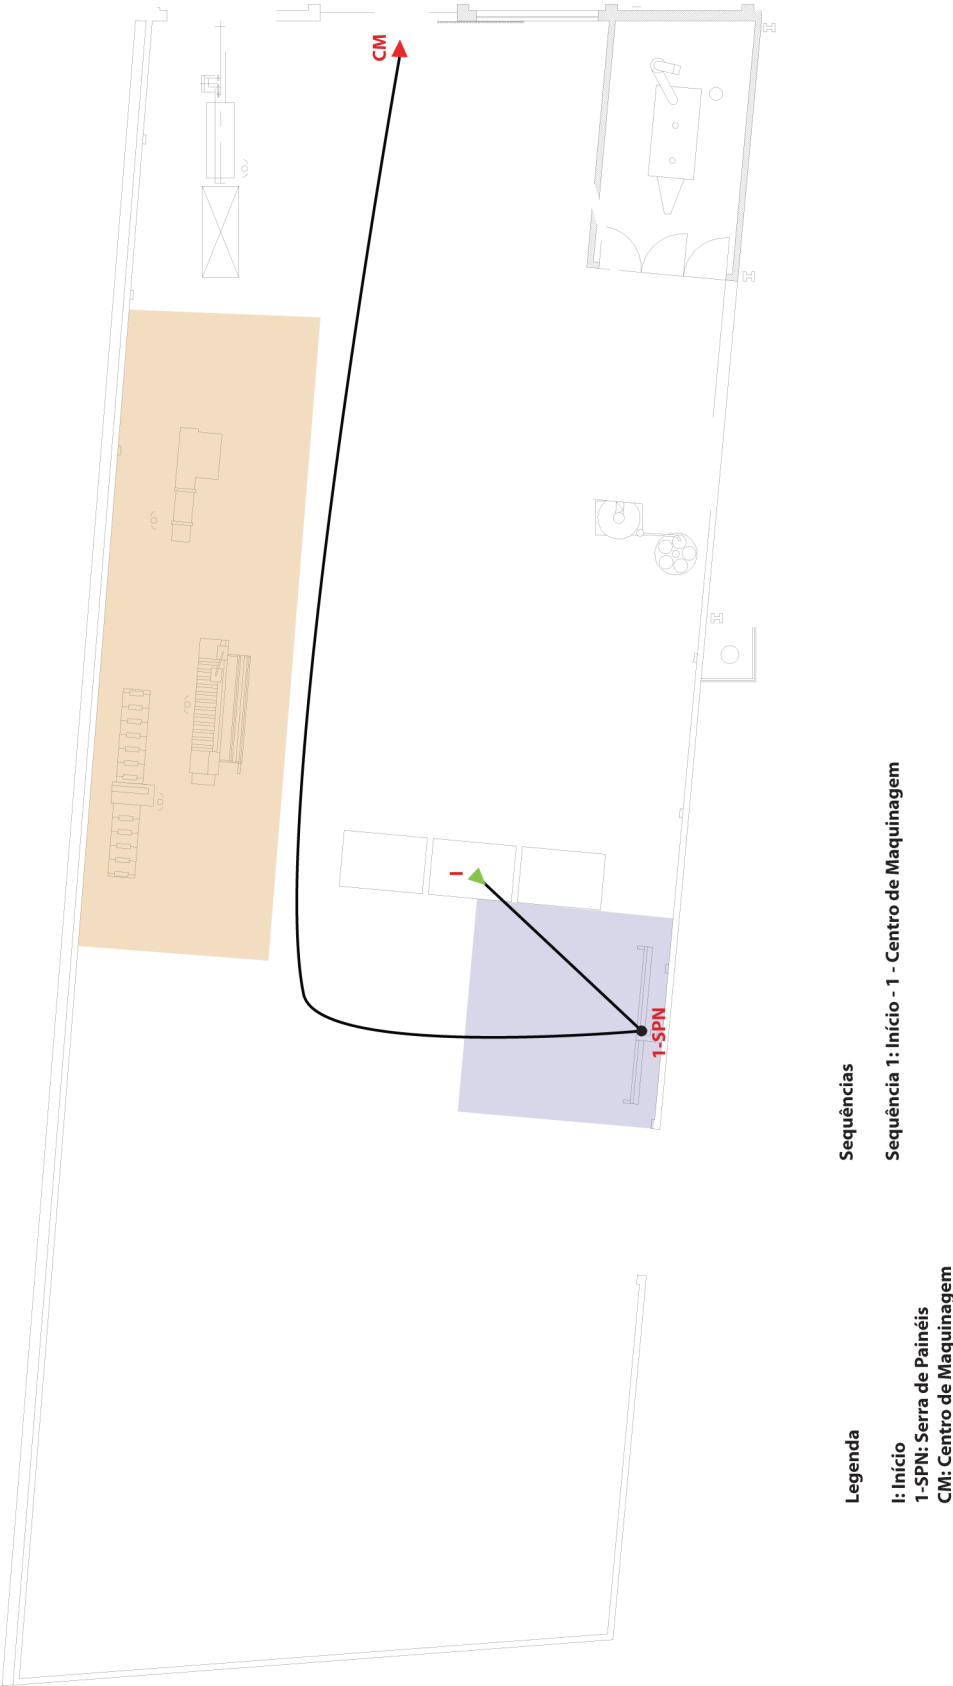 CM
I
1-SPN
Legenda
I: Início
1-SPN: Serra de Painéis
CM: Centro de Maquinagem
Sequências
Sequência 1: Início - 1 - Centro de Maquinagem